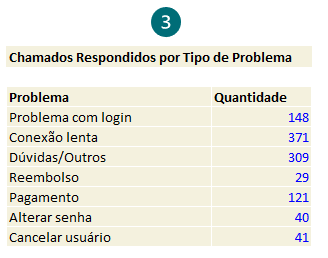 3
Chamados Respondidos por Tipo de Problema
Problema Quantidade
Problema com login 148
Conexão lenta 371
Dúvidas/Outros 309
Reembolso 29
Pagamento 121
Alterar senha 40
Cancelar usuário 41